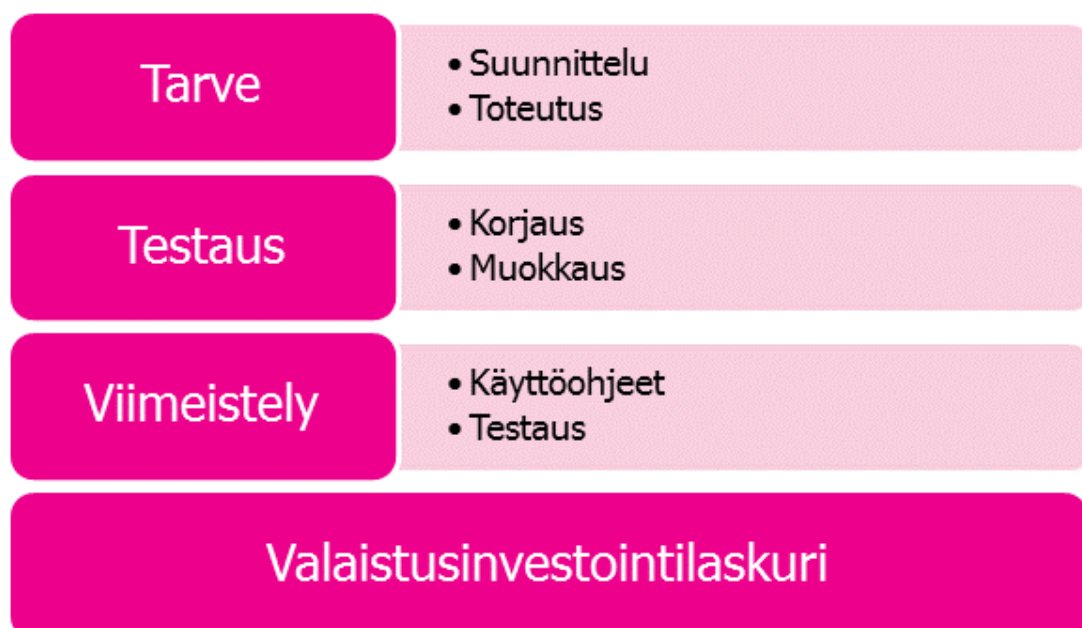 Tarve
• Suunnittelu
• Toteutus
Testaus
• Korjaus
• Muokkaus
Viimeistely
• Käyttöohjeet
• Testaus
Valaistusinvestointilaskuri